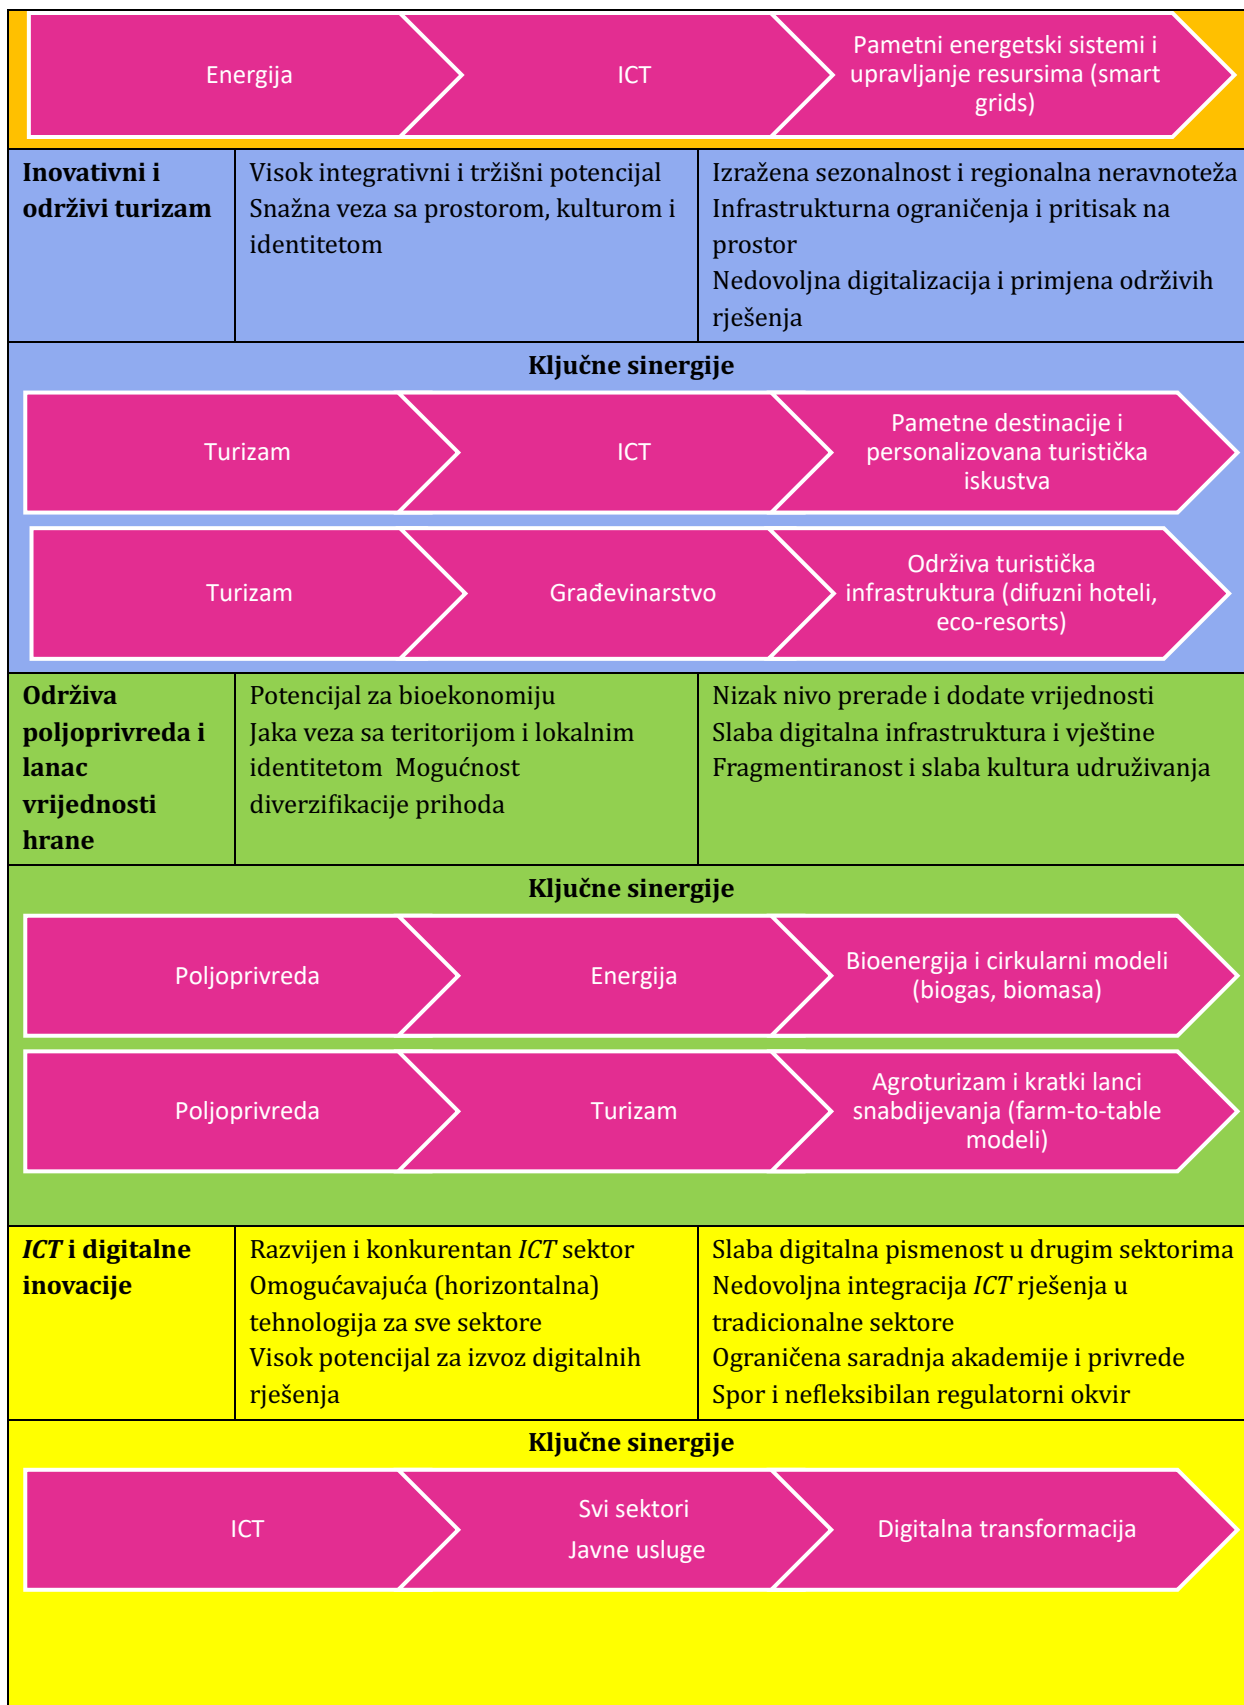 Energija
ICT
Pametni energetski sistemi i
upravljanje resursima (smart
grids)
Inovativni i
održivi turizam
Visok integrativni i tržišni potencijal
Snažna veza sa prostorom, kulturom i
identitetom
Izražena sezonalnost i regionalna neravnoteža
Infrastrukturna ograničenja i pritisak na
prostor
Nedovoljna digitalizacija i primjena održivih
rješenja
Ključne sinergije
Turizam
ICT
Pametne destinacije i
personalizovana turistička
iskustva
Turizam
Građevinarstvo
Održiva turistička
infrastruktura (difuzni hoteli,
eco-resorts)
Održiva
poljoprivreda i
lanac
vrijednosti
hrane
Potencijal za bioekonomiju
Jaka veza sa teritorijom i lokalnim
identitetom  Mogućnost
diverzifikacije prihoda
Nizak nivo prerade i dodate vrijednosti
Slaba digitalna infrastruktura i vještine
Fragmentiranost i slaba kultura udruživanja
Ključne sinergije
Poljoprivreda
Energija
Bioenergija i cirkularni modeli
(biogas, biomasa)
Poljoprivreda
Turizam
Agroturizam i kratki lanci
snabdijevanja (farm-to-table
modeli)
ICT i digitalne
inovacije
Razvijen i konkurentan ICT sektor
Omogućavajuća (horizontalna)
tehnologija za sve sektore
Visok potencijal za izvoz digitalnih
rješenja
Slaba digitalna pismenost u drugim sektorima
Nedovoljna integracija ICT rješenja u
tradicionalne sektore
Ograničena saradnja akademije i privrede
Spor i nefleksibilan regulatorni okvir
Ključne sinergije
ICT
Svi sektori
Javne usluge
Digitalna transformacija